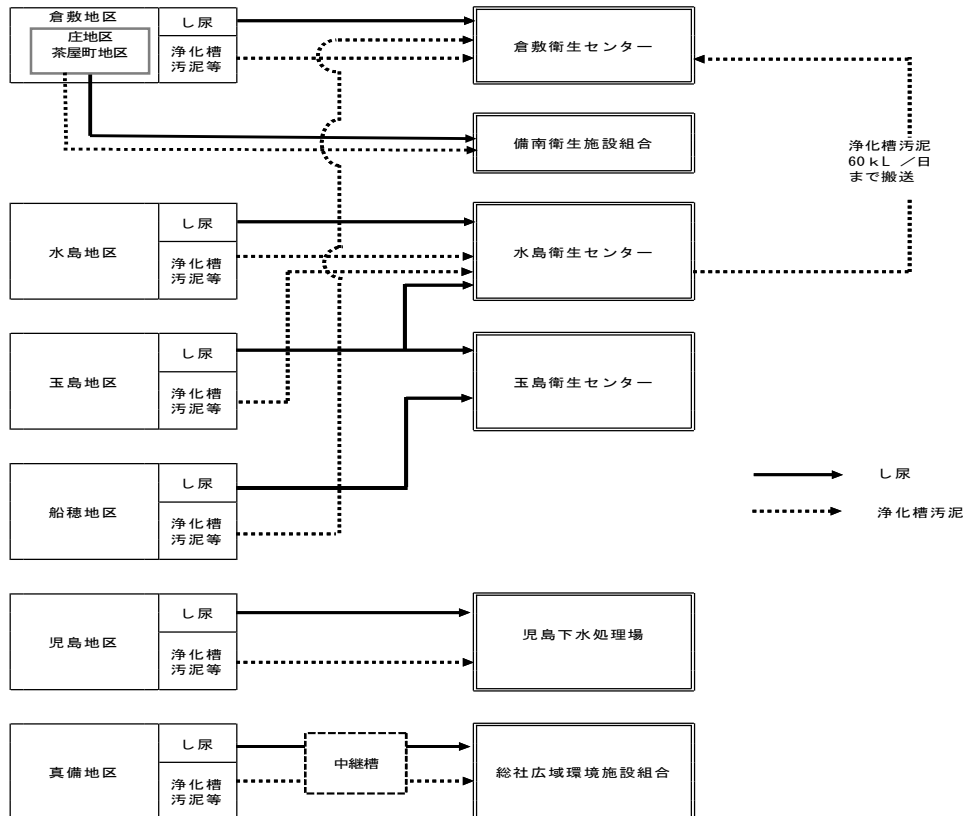 倉敷地区
庄地区
茶屋町地区
し尿
浄化槽
汚泥等
倉敷衛生センター
備南衛生施設組合
浄化槽汚泥
60kL／日
まで搬送
水島地区
し尿
浄化槽
汚泥等
水島衛生センター
玉島地区
し尿
浄化槽
汚泥等
玉島衛生センター
船穂地区
し尿
浄化槽
汚泥等
し尿
浄化槽汚泥
児島地区
し尿
浄化槽
汚泥等
児島下水処理場
真備地区
し尿
浄化槽
汚泥等
中継槽
総社広域環境施設組合